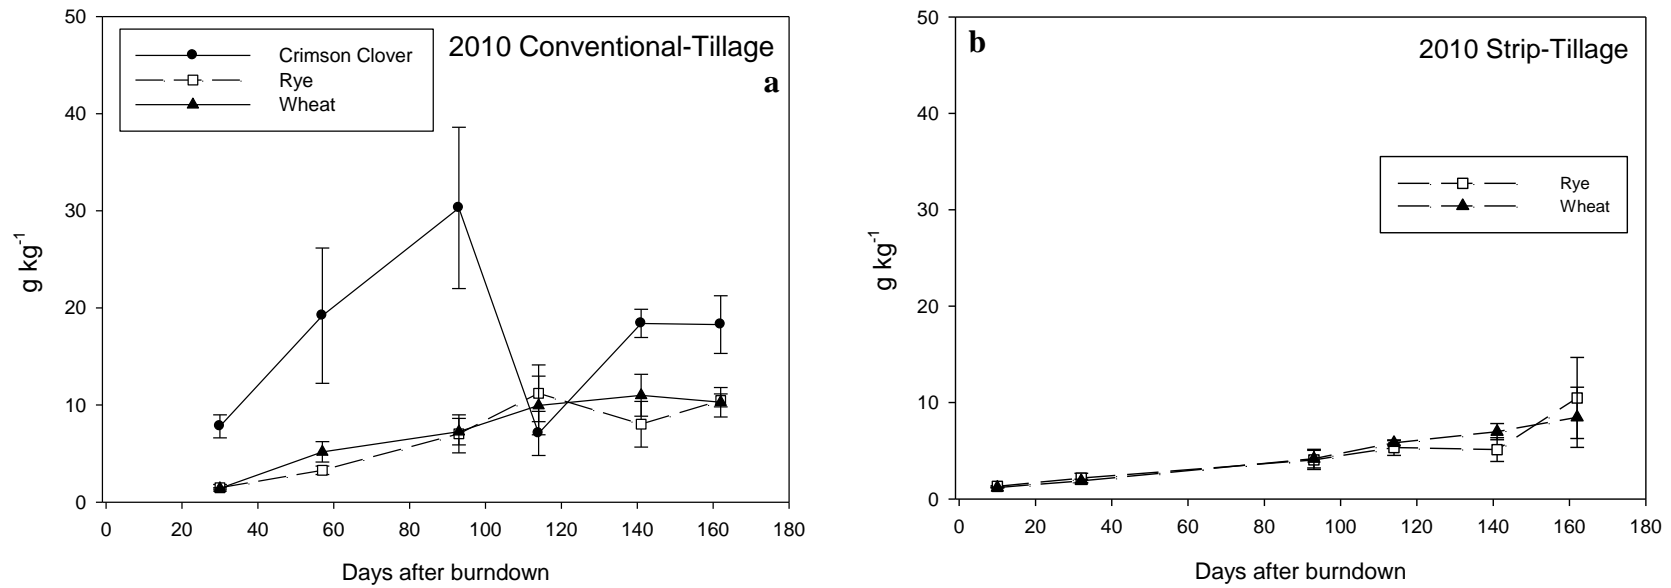 2010 Conventional-Tillage
a
Crimson Clover
Rye
Wheat
50
40
30
20
10
0
g kg-1
0 20 40 60 80 100 120 140 160 180
Days after burndown
b
2010 Strip-Tillage
Rye
Wheat
50
40
30
20
10
0
g kg-1
0 20 40 60 80 100 120 140 160 180
Days after burndown